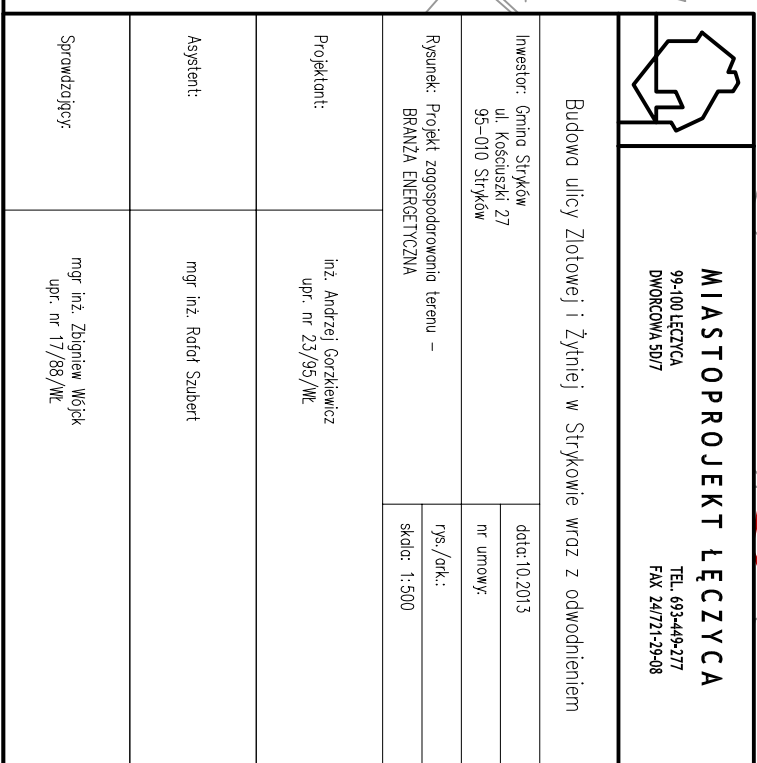 MIASTOPROJEKT ŁĘCZYCA
99-100 ŁĘCZYCA
DWORCOWA 5D/7
TEL. 693-449-277
FAX 24/721-29-08
Budowa ulicy Zlotowej i Żytniej w Strykowie wraz z odwodnieniem
Inwestor: Gmina Stryków
ul. Kościuszki 27
95-010 Stryków
data:10.2013
nr umowy:
Rysunek: Projekt zagospodarowania terenu –
BRANŻA ENERGETYCZNA
rys./ark.:
skala: 1:500
Projektant:
inż. Andrzej Gorzkiewicz
upr. nr 23/95/WŁ
Asystent:
mgr inż. Rafał Szubert
Sprawdzający:
mgr inż. Zbigniew Wójck
upr. nr 17/88/WŁ